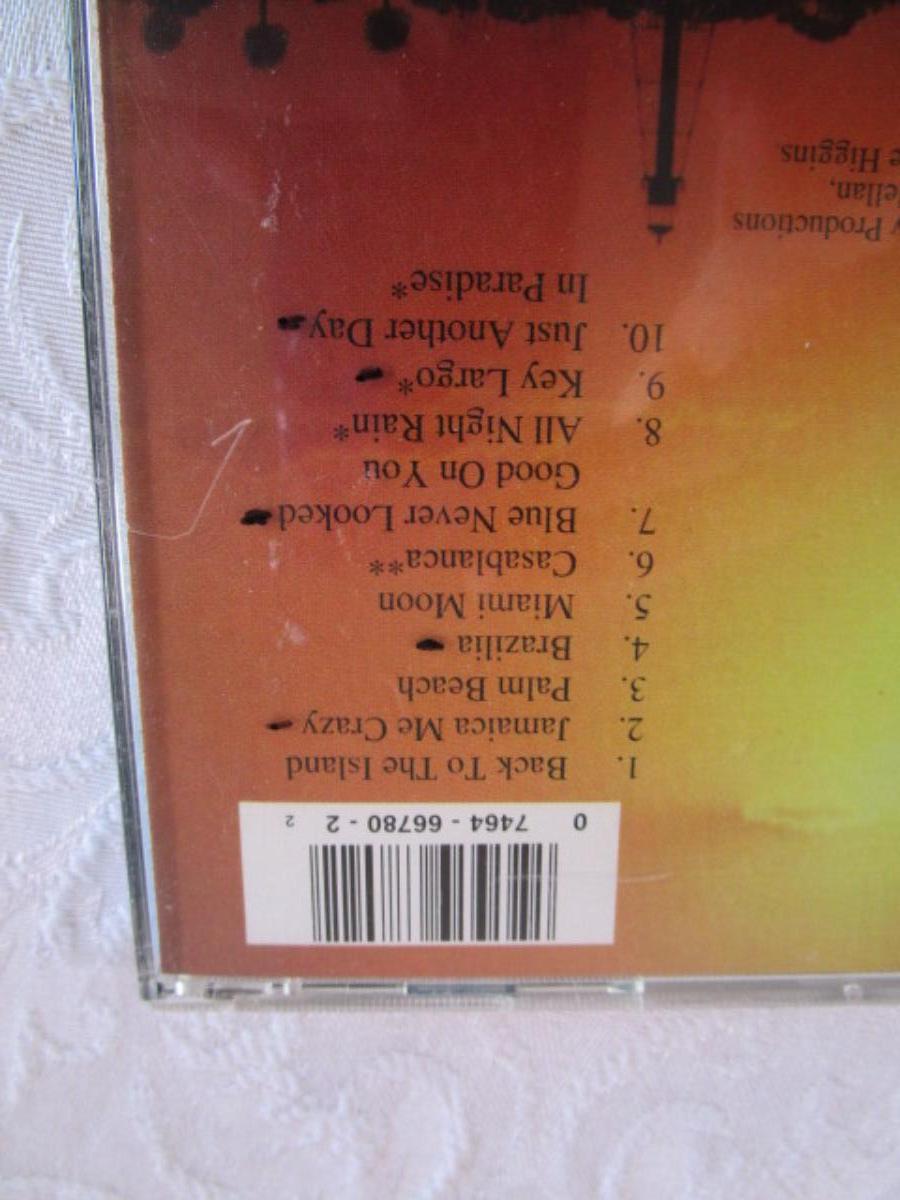 0 7464 - 66780 - 2 2
1. Back To The Island
2. Jamaica Me Crazy
3. Palm Beach
4. Brazilia
5. Miami Moon
6. Casablanca**
7. Blue Never Looked
Good On You
8. All Night Rain*
9. Key Largo*
10. Just Another Day
In Paradise*
Productions
Higgins